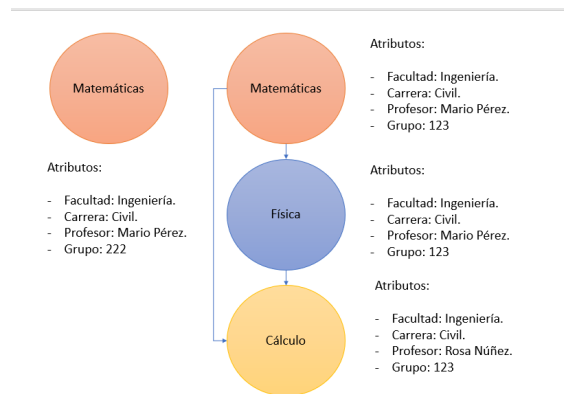 Matemáticas
Atributos:
- Facultad: Ingeniería.
- Carrera: Civil.
- Profesor: Mario Pérez.
- Grupo: 222
Matemáticas
Atributos:
- Facultad: Ingeniería.
- Carrera: Civil.
- Profesor: Mario Pérez.
- Grupo: 123
Física
Atributos:
- Facultad: Ingeniería.
- Carrera: Civil.
- Profesor: Mario Pérez.
- Grupo: 123
Cálculo
Atributos:
- Facultad: Ingeniería.
- Carrera: Civil.
- Profesor: Rosa Núñez.
- Grupo: 123